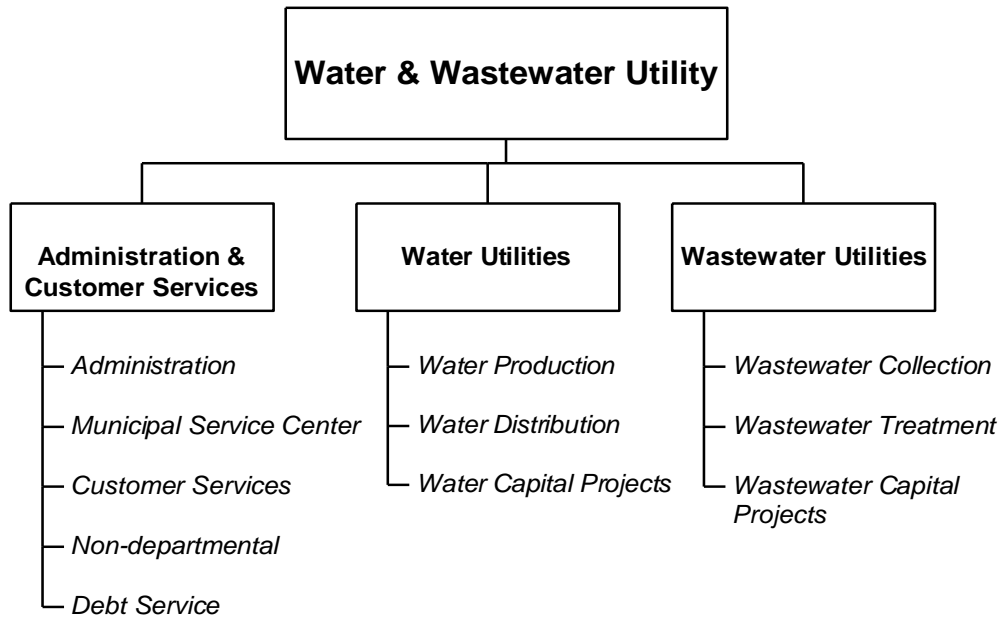 Water & Wastewater Utility
Administration &
Customer Services
Administration
Municipal Service Center
Customer Services
Non-departmental
Debt Service
Water Utilities
Water Production
Water Distribution
Water Capital Projects
Wastewater Utilities
Wastewater Collection
Wastewater Treatment
Wastewater Capital
Projects